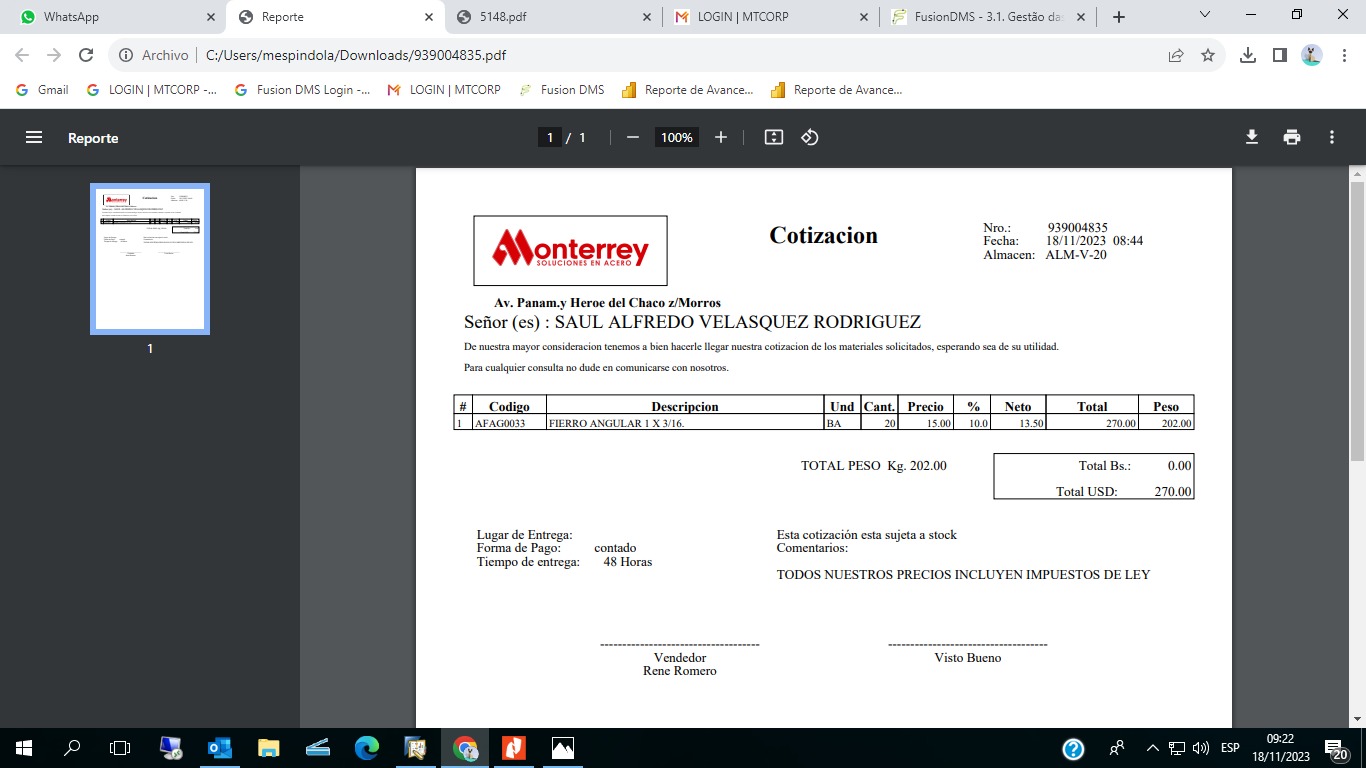 WhatsApp
Reporte
5148.pdf
LOGIN | MTCORP
FusionDMS - 3.1. Gestão da
Archivo
C:/Users/mespindola/Downloads/939004835.pdf
Gmail
LOGIN | MTCORP -...
Fusion DMS Login -...
LOGIN | MTCORP
Fusion DMS
Reporte de Avance...
Reporte de Avance...
Reporte
1 / 1
100%
1
Monterrey
SOLUCIONES EN ACERO
Cotizacion
Nro.: 939004835
Fecha: 18/11/2023 08:44
Almacen: ALM-V-20
Av. Panam.y Heroe del Chaco z/Morros
Señor (es) : SAUL ALFREDO VELASQUEZ RODRIGUEZ
De nuestra mayor consideracion tenemos a bien hacerle llegar nuestra cotizacion de los materiales solicitados, esperando sea de su utilidad.
Para cualquier consulta no dude en comunicarse con nosotros.
# Codigo Descripcion Und Cant. Precio % Neto Total Peso
1 AFAG0033 FIERRO ANGULAR 1 X 3/16. BA 20 15.00 10.0 13.50 270.00 202.00
TOTAL PESO Kg. 202.00
Total Bs.: 0.00
Total USD: 270.00
Lugar de Entrega:
Forma de Pago: contado
Tiempo de entrega: 48 Horas
Esta cotización esta sujeta a stock
Comentarios:
TODOS NUESTROS PRECIOS INCLUYEN IMPUESTOS DE LEY
Vendedor
Rene Romero
Visto Bueno
ESP
09:22
18/11/2023
20